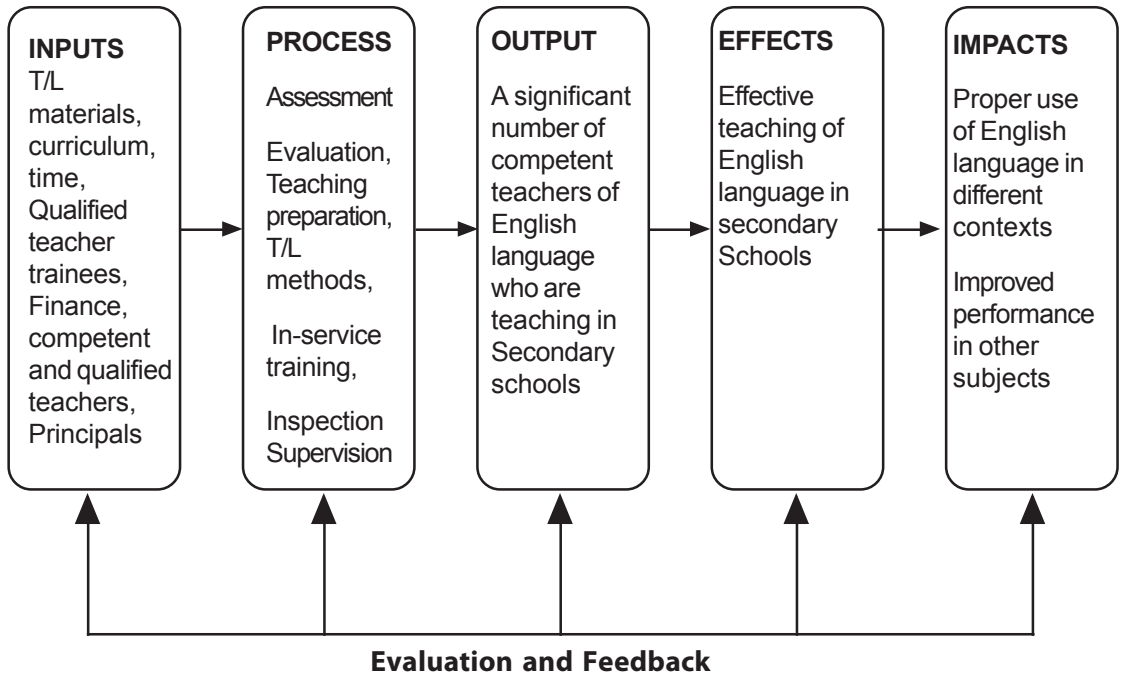 INPUTS
T/L
materials,
curriculum,
time,
Qualified
teacher
trainees,
Finance,
competent
and qualified
teachers,
Principals
PROCESS
Assessment
Evaluation,
Teaching
preparation,
T/L
methods,
In-service
training,
Inspection
Supervision
OUTPUT
A significant
number of
competent
teachers of
English
language
who are
teaching in
Secondary
schools
EFFECTS
Effective
teaching of
English
language in
secondary
Schools
IMPACTS
Proper use
of English
language in
different
contexts
Improved
performance
in other
subjects
Evaluation and Feedback